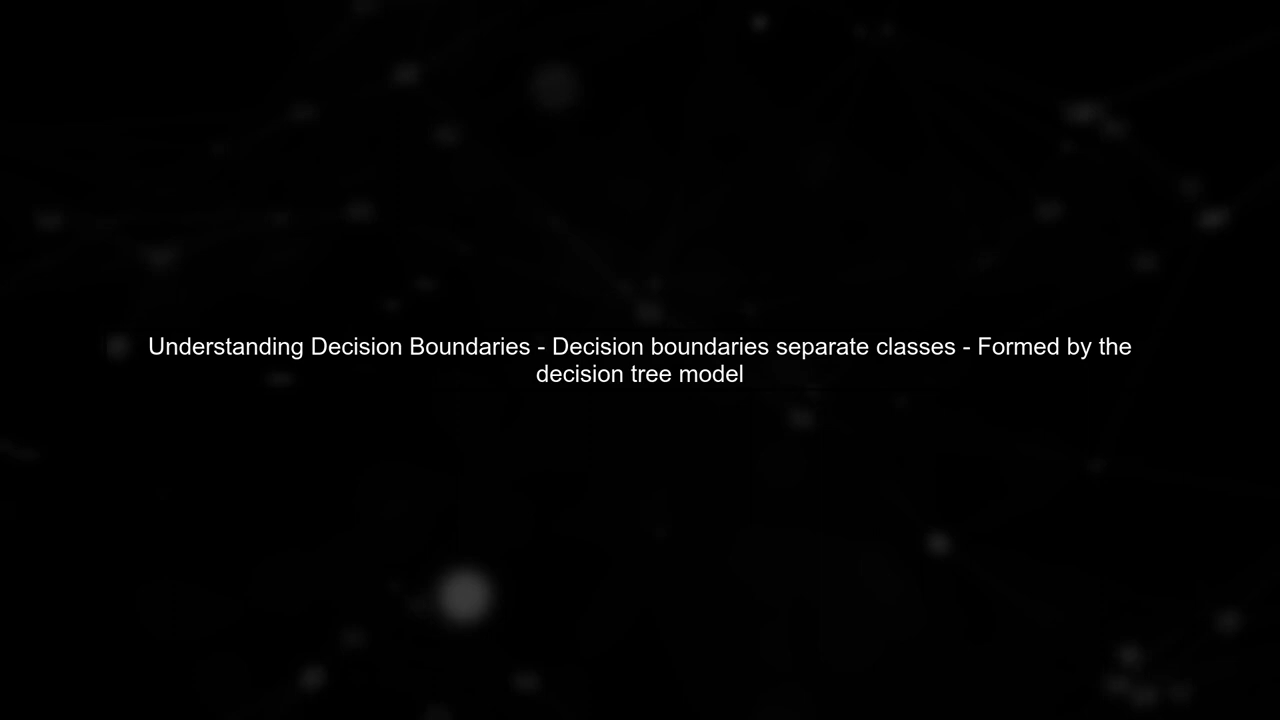 Understanding Decision Boundaries - Decision boundaries separate classes - Formed by the
decision tree model